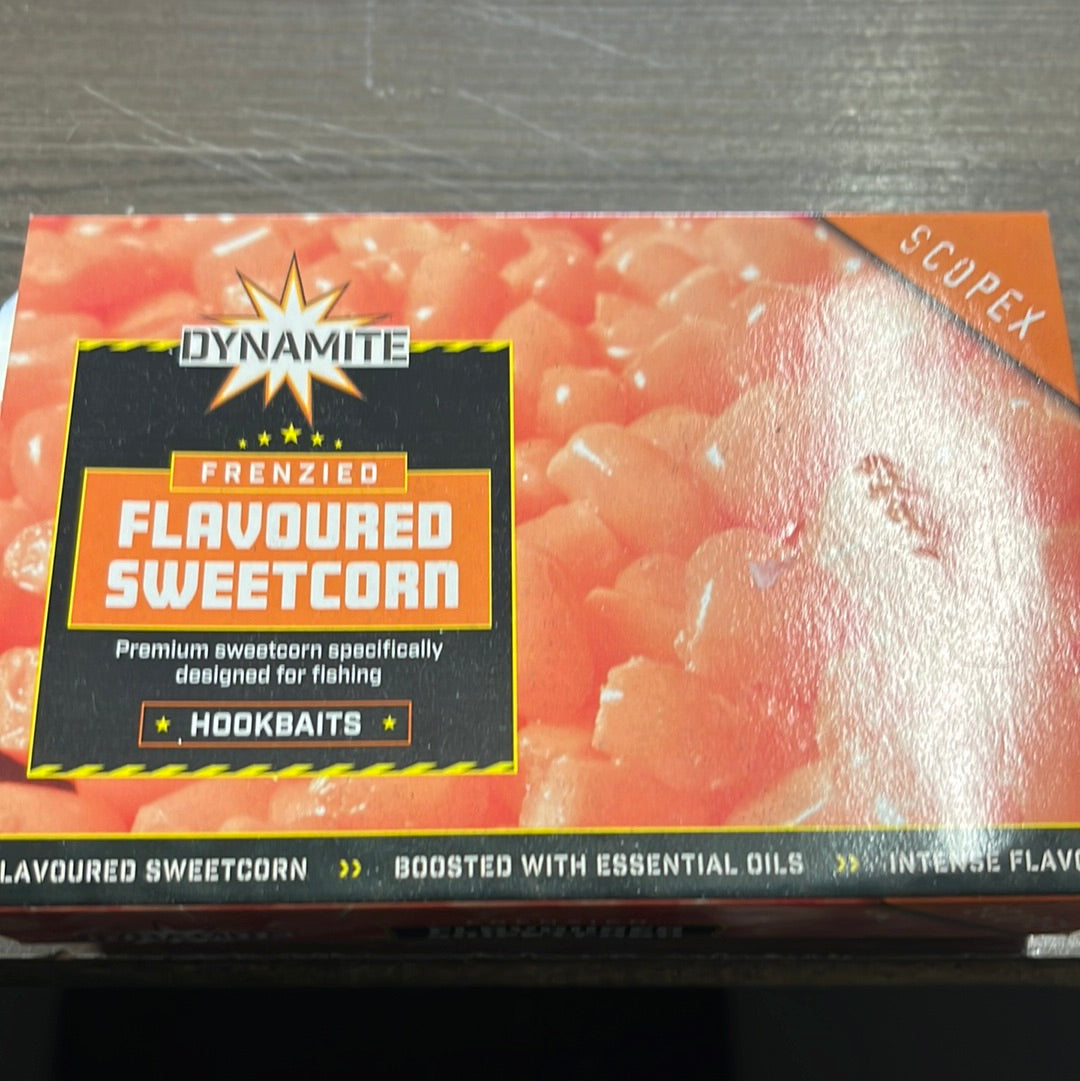 SCOPEX
DYNAMITE
FRENZIED
FLAVOURED
SWEETCORN
Premium sweetcorn specifically
designed for fishing
HOOKBAITS
LAVOURED SWEETCORN >> BOOSTED WITH ESSENTIAL OILS >> INTENSE FLAVO